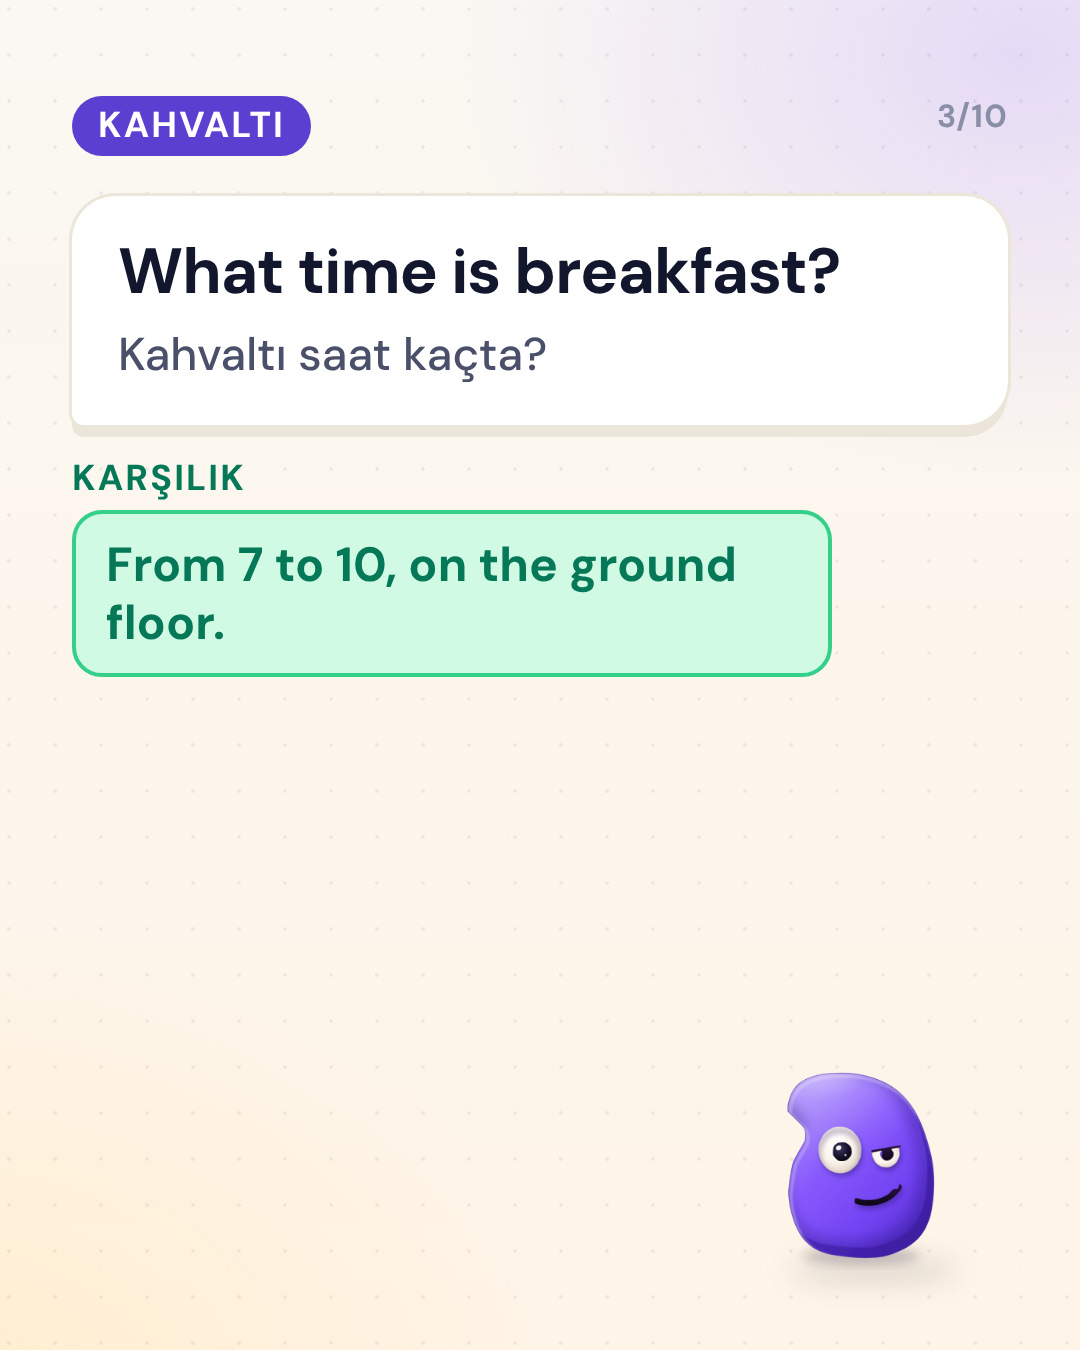 KAHVALTI
3/10
What time is breakfast?
Kahvaltı saat kaçta?
KARŞILIK
From 7 to 10, on the ground
floor.